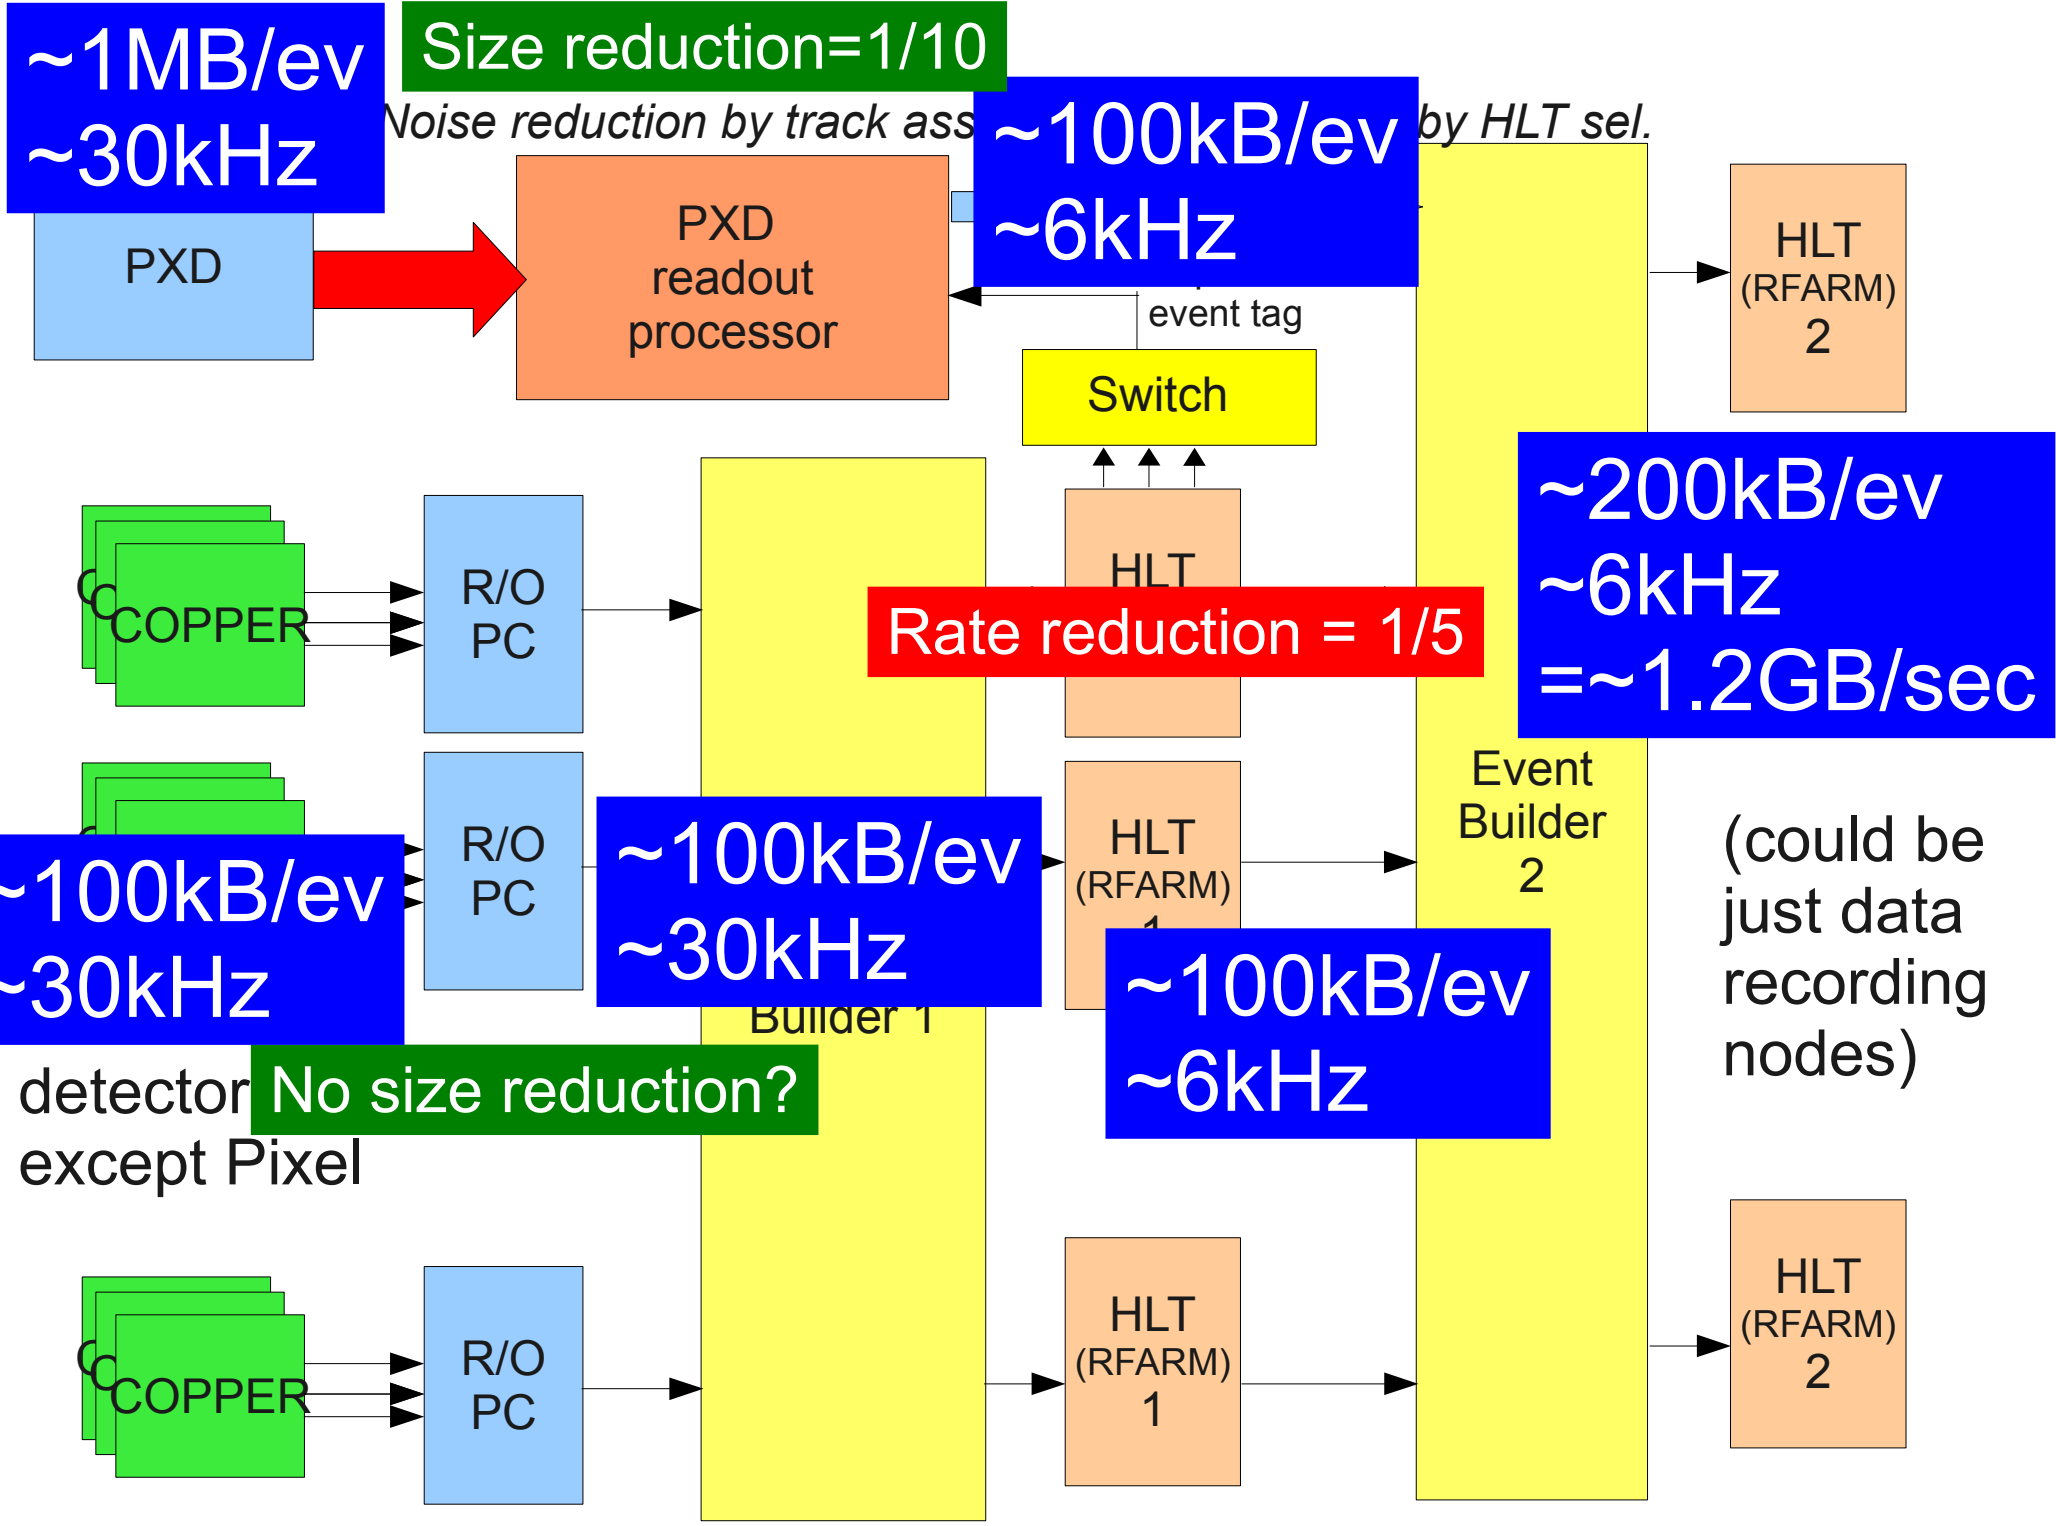 ~1MB/ev
~30kHz
Size reduction=1/10
Noise reduction by track ass
by HLT sel.
~100kB/ev
~6kHz
PXD
PXD
readout
processor
event tag
Switch
HLT
(RFARM)
2
COPPER
R/O
PC
HLT
Rate reduction = 1/5
~200kB/ev
~6kHz
=~1.2GB/sec
R/O
PC
~100kB/ev
~30kHz
~100kB/ev
~30kHz
Builder 1
HLT
(RFARM)
1
~100kB/ev
~6kHz
Event
Builder
2
(could be
just data
recording
nodes)
detector
except Pixel
No size reduction?
COPPER
R/O
PC
HLT
(RFARM)
1
HLT
(RFARM)
2